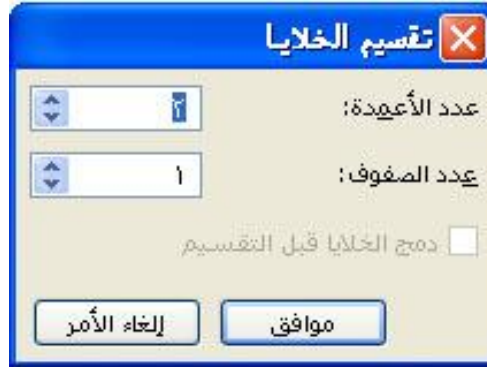 تقسيم الخلايا
عدد الأعمدة: ٢
عدد الصفوف: ١
دمج الخلايا قبل التقسيم
موافق إلغاء الأمر